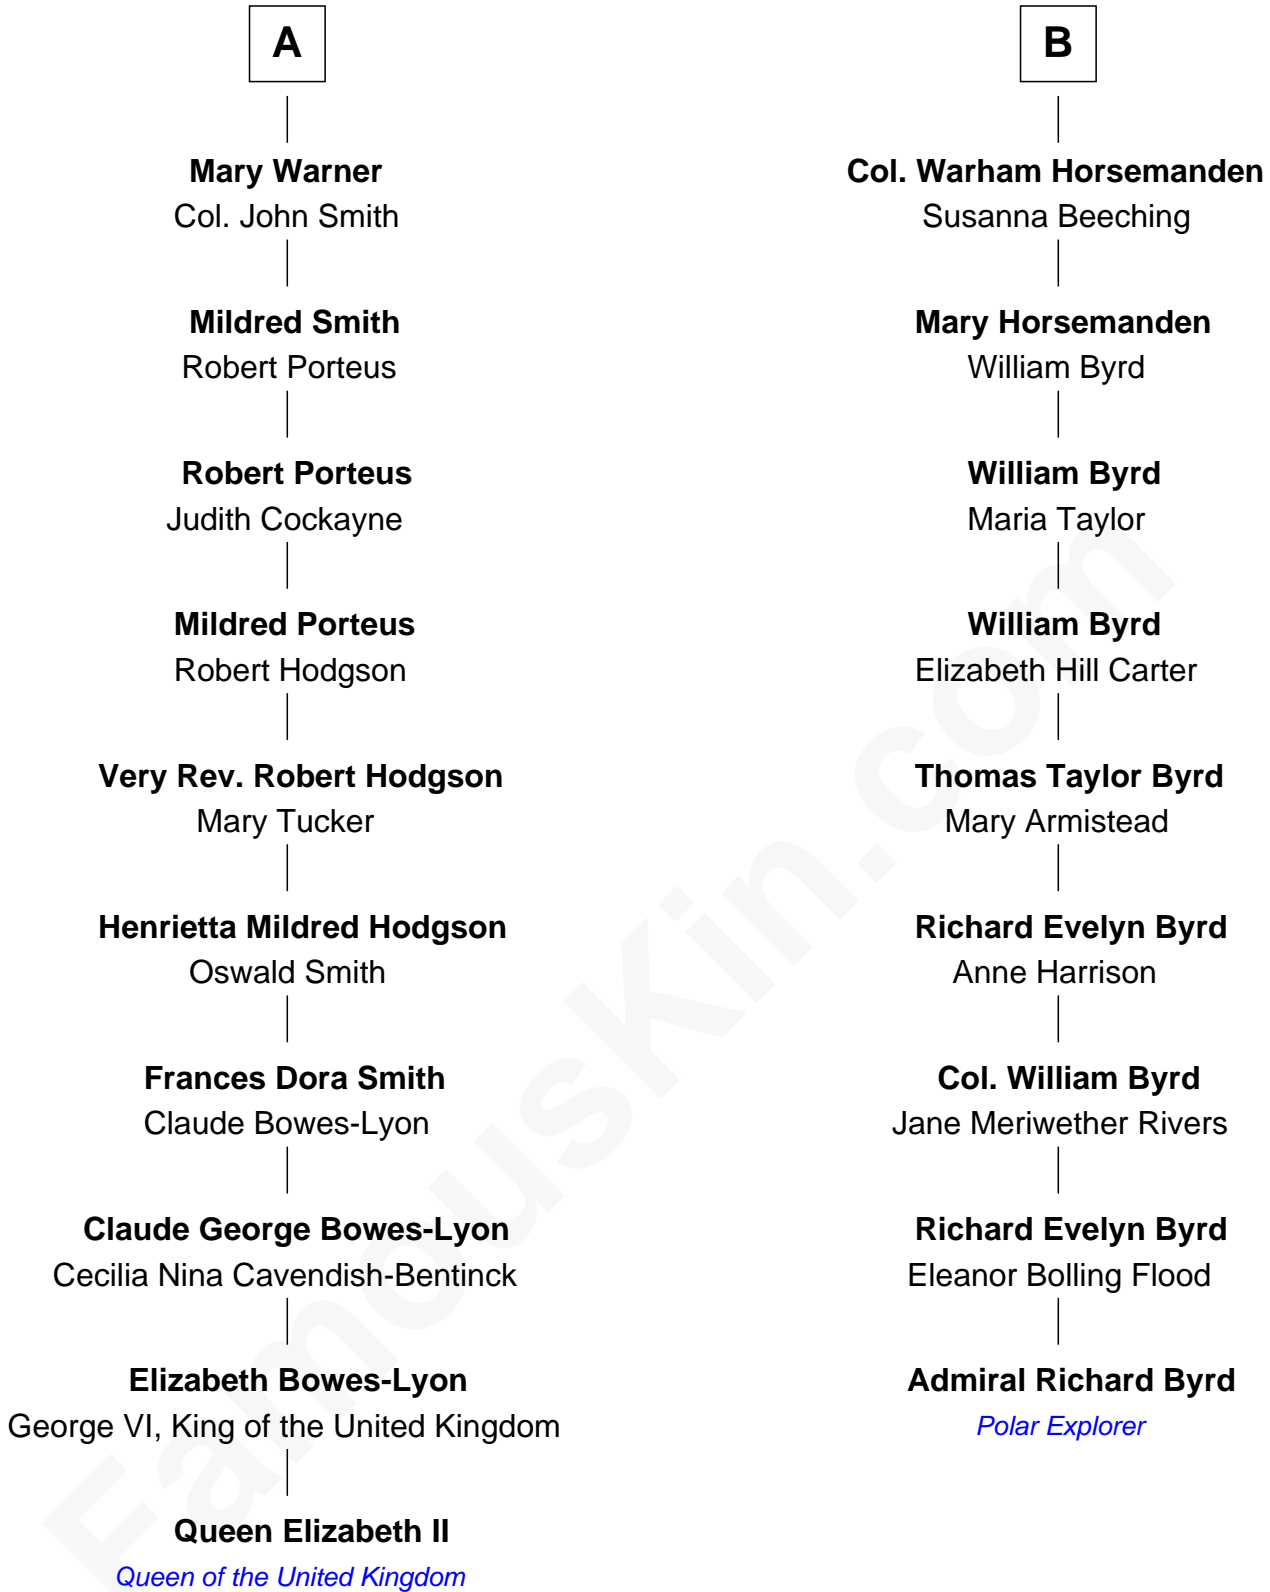 A
Mary Warner
Col. John Smith
Mildred Smith
Robert Porteus
Robert Porteus
Judith Cockayne
Mildred Porteus
Robert Hodgson
Very Rev. Robert Hodgson
Mary Tucker
Henrietta Mildred Hodgson
Oswald Smith
Frances Dora Smith
Claude Bowes-Lyon
Claude George Bowes-Lyon
Cecilia Nina Cavendish-Bentinck
Elizabeth Bowes-Lyon
George VI, King of the United Kingdom
Queen Elizabeth II
Queen of the United Kingdom
B
Col. Warham Horsemanden
Susanna Beeching
Mary Horsemanden
William Byrd
William Byrd
Maria Taylor
William Byrd
Elizabeth Hill Carter
Thomas Taylor Byrd
Mary Armistead
Richard Evelyn Byrd
Anne Harrison
Col. William Byrd
Jane Meriwether Rivers
Richard Evelyn Byrd
Eleanor Bolling Flood
Admiral Richard Byrd
Polar Explorer
FamousKin.com